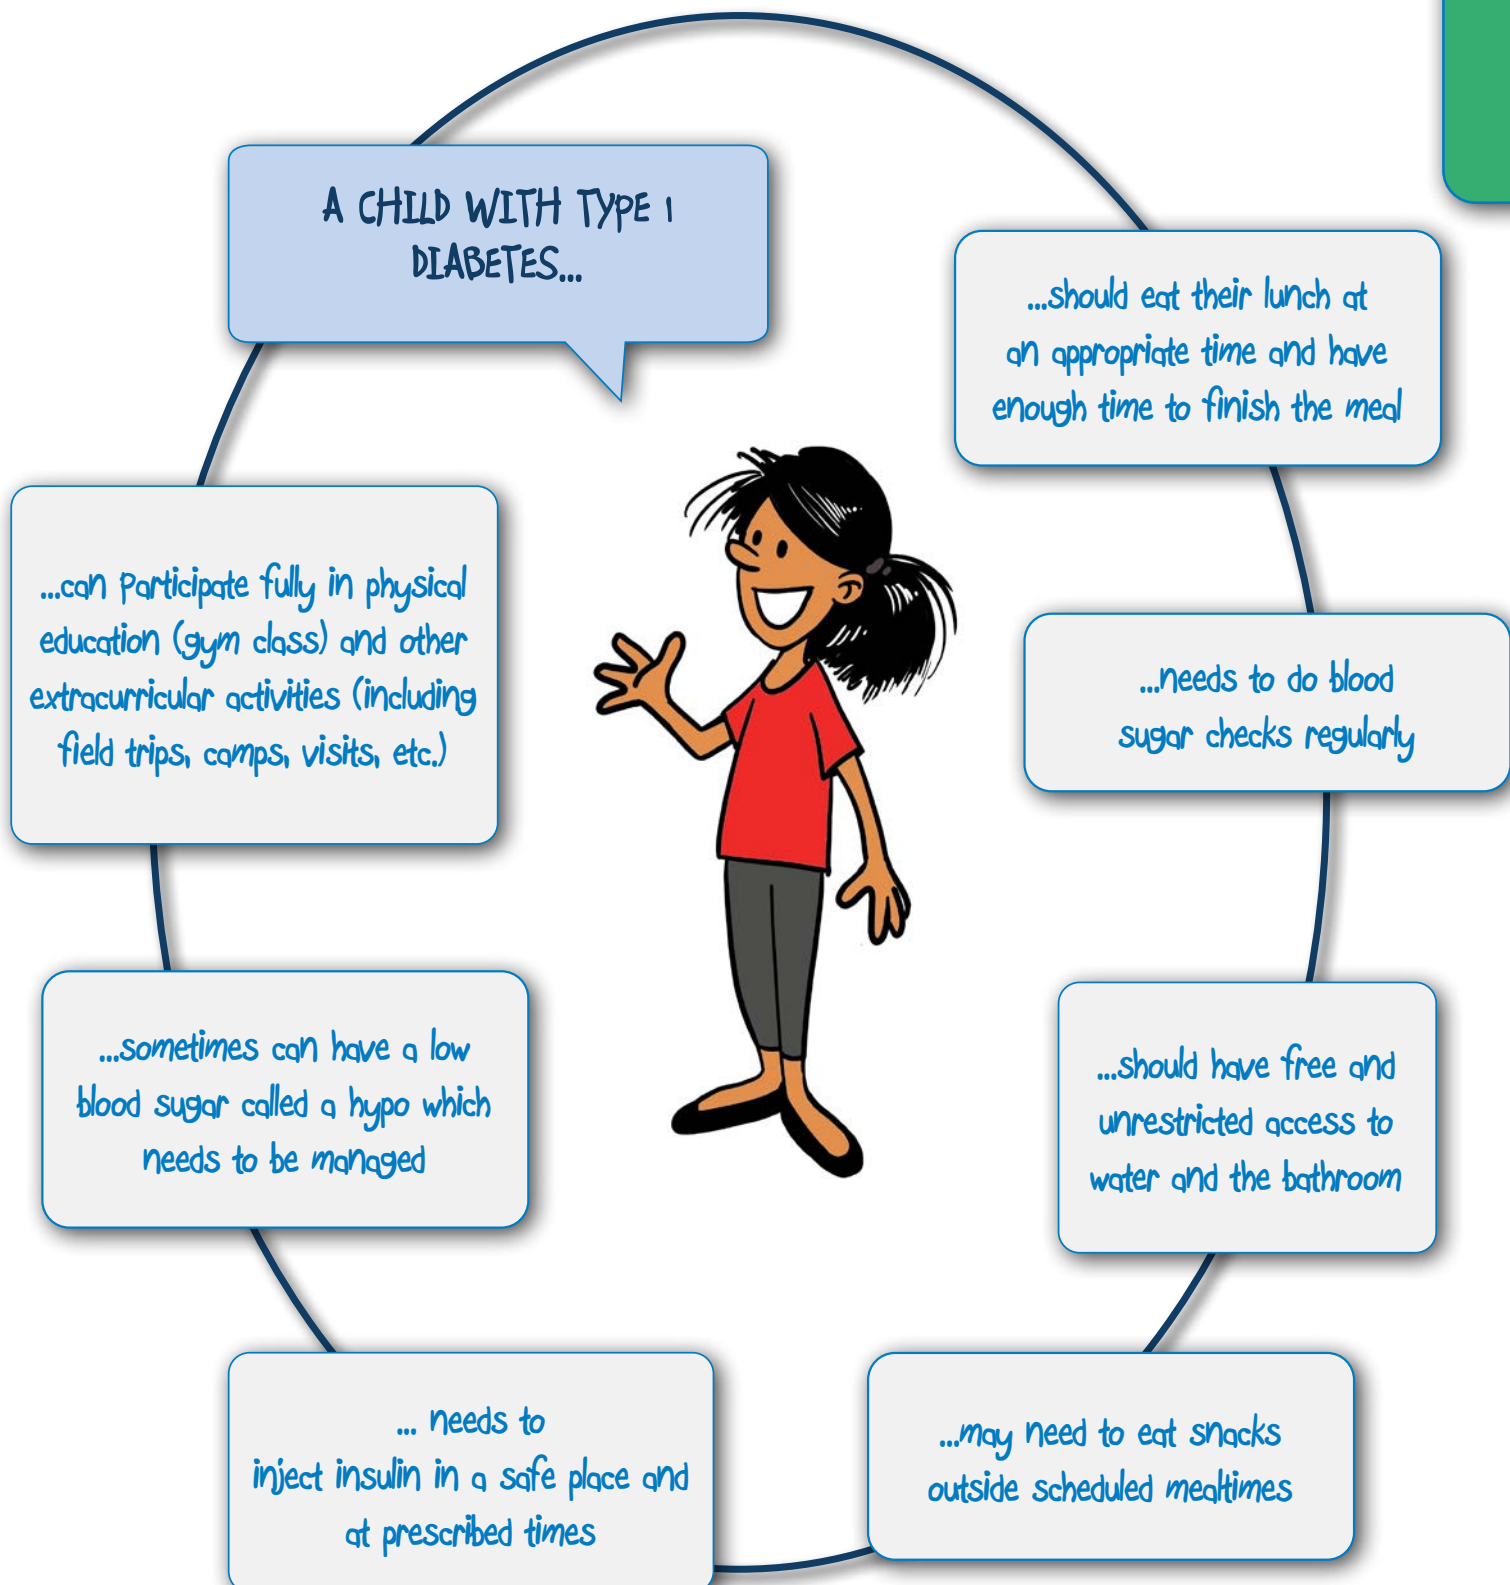 A CHILD WITH TYPE 1
DIABETES...
...should eat their lunch at
an appropriate time and have
enough time to finish the meal
...needs to do blood
sugar checks regularly
...should have free and
unrestricted access to
water and the bathroom
...may need to eat snacks
outside scheduled mealtimes
... needs to
inject insulin in a safe place and
at prescribed times
...sometimes can have a low
blood sugar called a hypo which
needs to be managed
...can Participate fully in physical
education (gym class) and other
extracurricular activities (including
field trips, camps, visits, etc.)